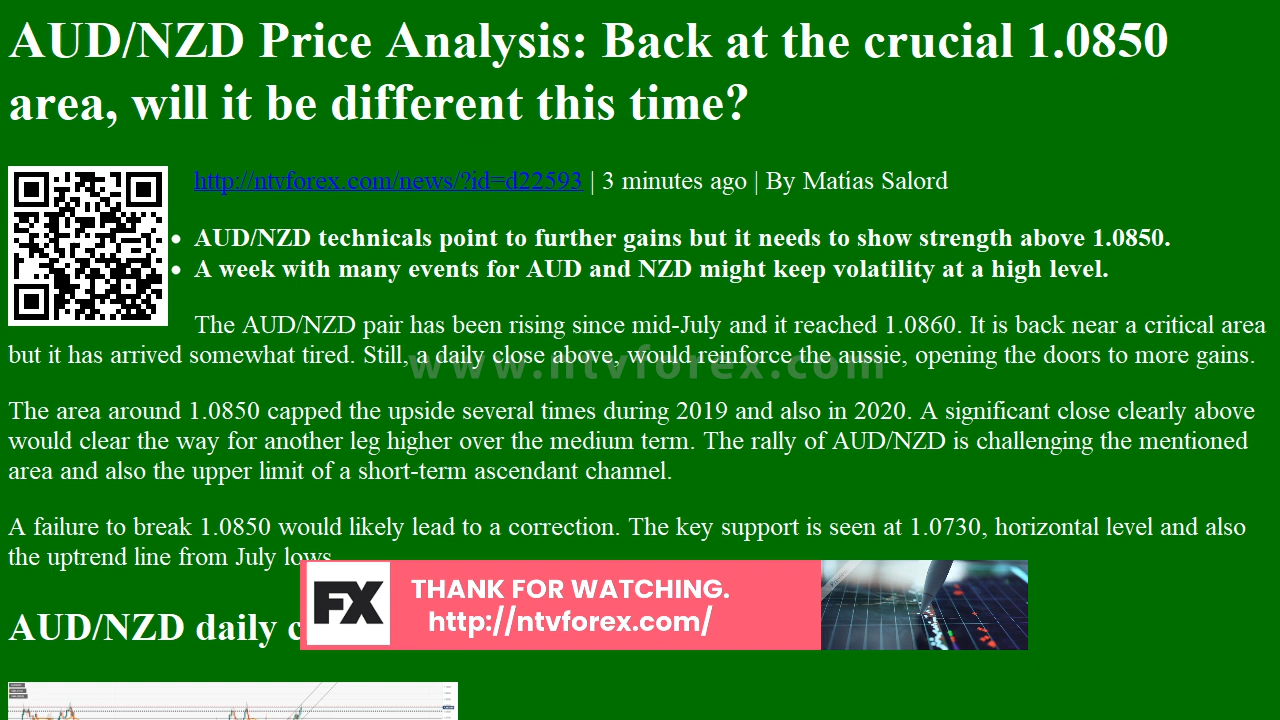 AUD/NZD Price Analysis: Back at the crucial 1.0850
area, will it be different this time?
http://ntvforex.com/news/?id=d22593 | 3 minutes ago | By Matías Salord
• AUD/NZD technicals point to further gains but it needs to show strength above 1.0850.
• A week with many events for AUD and NZD might keep volatility at a high level.
The AUD/NZD pair has been rising since mid-July and it reached 1.0860. It is back near a critical area
but it has arrived somewhat tired. Still, a daily close above, would reinforce the aussie, opening the doors to more gains.
www.ntvforex.com
The area around 1.0850 capped the upside several times during 2019 and also in 2020. A significant close clearly above
would clear the way for another leg higher over the medium term. The rally of AUD/NZD is challenging the mentioned
area and also the upper limit of a short-term ascendant channel.
A failure to break 1.0850 would likely lead to a correction. The key support is seen at 1.0730, horizontal level and also
the uptrend line from July lows
FX
THANK FOR WATCHING.
http://ntvforex.com/
AUD/NZD daily c